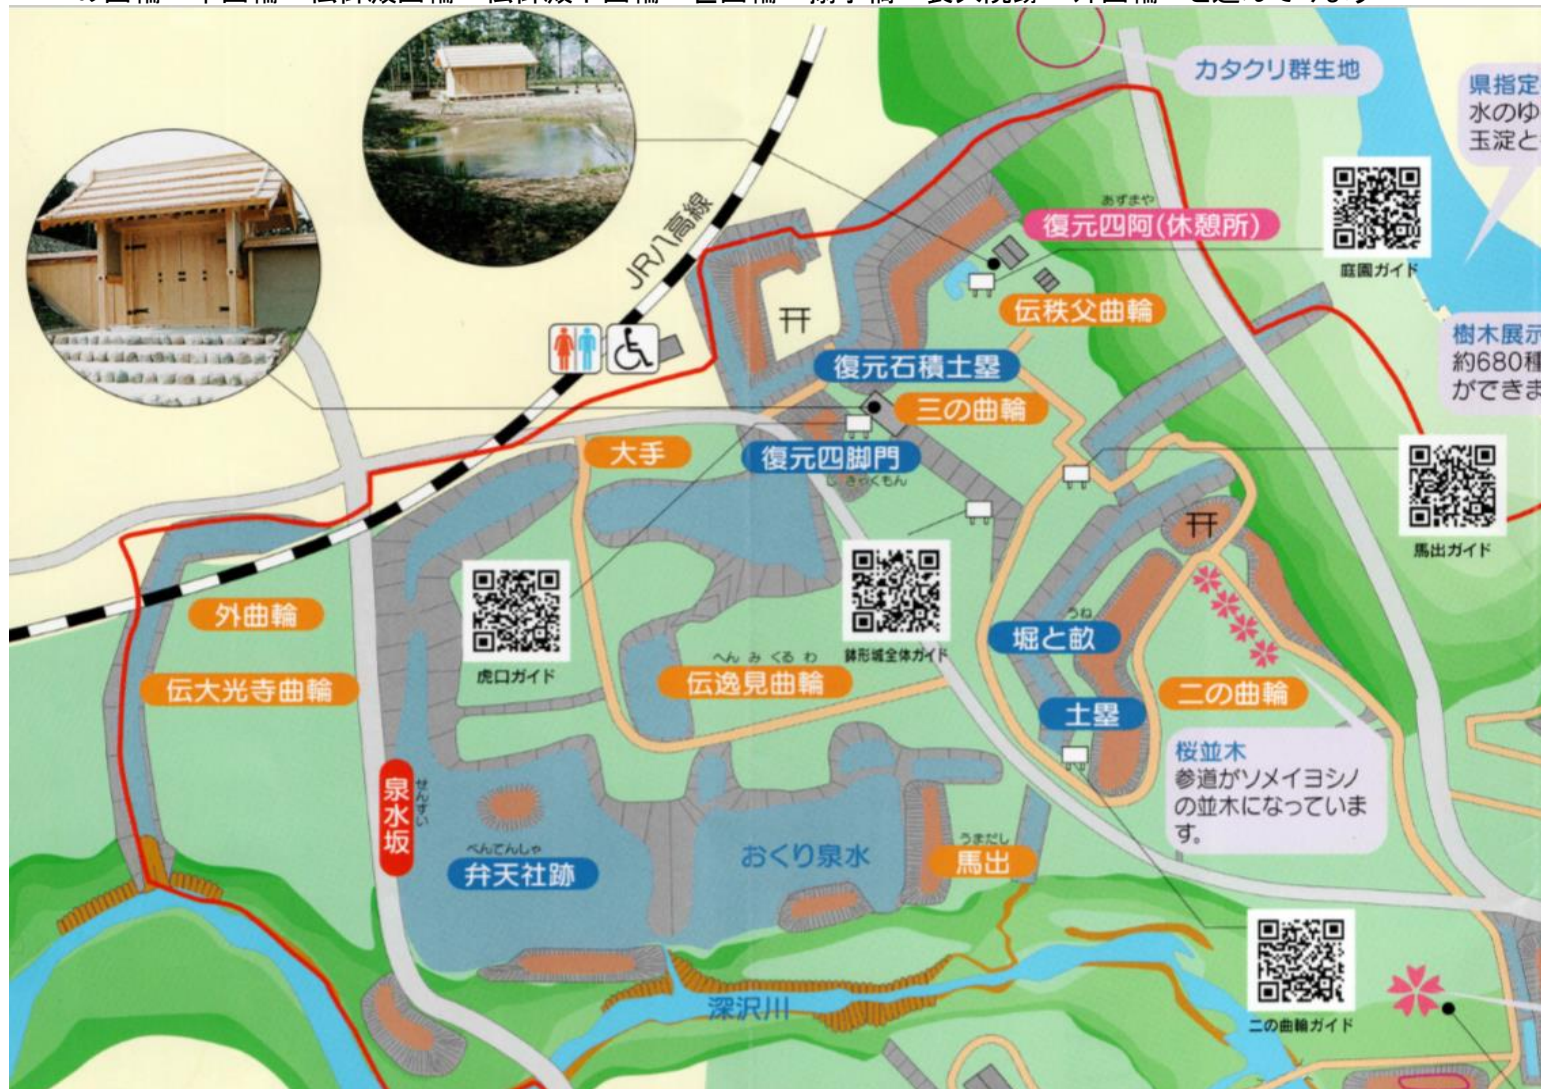 カタクリ群生地
県指定
水のゆ
玉淀と
JR八高線
あずまや
復元四阿(休憩所)
庭園ガイド
伝秩父曲輪
樹木展示
約680種
ができま
復元石積土塁
三の曲輪
大手
復元四脚門
しきゃくもん
馬出ガイド
外曲輪
虎口ガイド
鉢形城全体ガイド
うね
堀と畝
へんみくるわ
伝逸見曲輪
伝大光寺曲輪
二の曲輪
土塁
桜並木
参道がソメイヨシノ
の並木になっていま
す。
泉水坂
せんすい
べんてんしゃ
弁天社跡
おくり泉水
うまだし
馬出
深沢川
二の曲輪ガイド